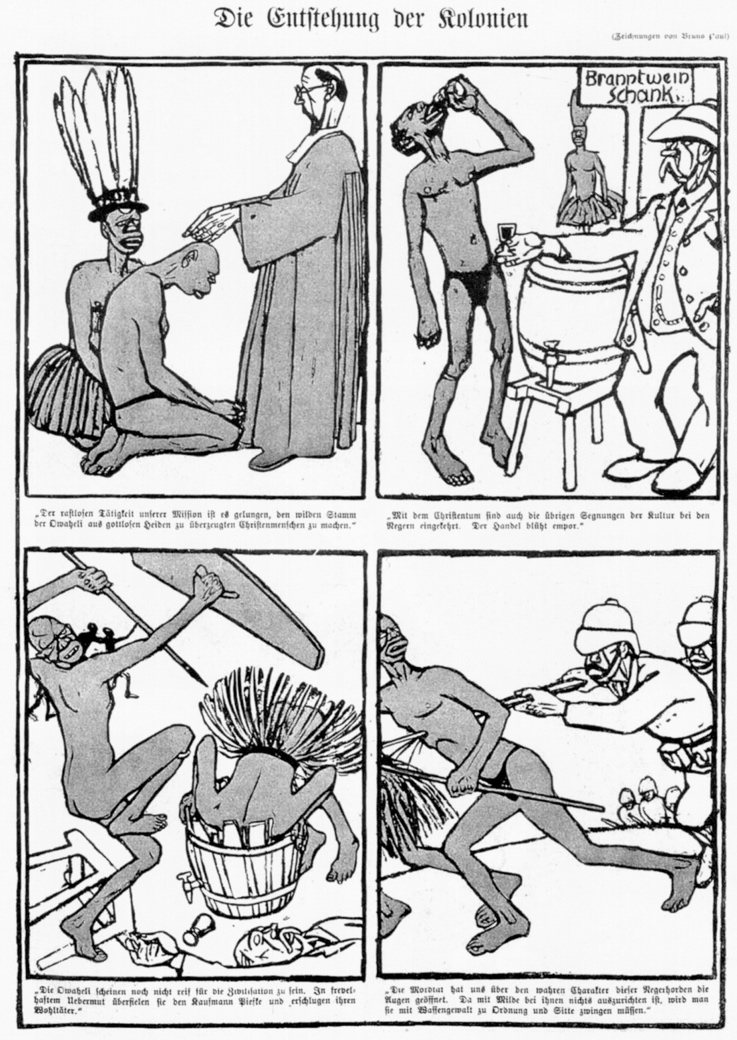 Die Entstehung der Kolonien
(Zeichnungen von Bruno Paul)
Branntwein
Schank.
„Der rastlosen Tätigkeit unserer Mission ist es gelungen, den wilden Stamm
der Owaheli aus gottlosen Heiden zu überzeugten Christenmenschen zu machen.“
„Mit dem Christentum sind auch die übrigen Segnungen der Kultur bei den
Negern eingekehrt. Der Handel blüht empor.“
„Die Owaheli scheinen noch nicht reif für die Zivilisation zu sein. In frevel-
haftem Uebermut überfielen sie den Kaufmann Piefke und erschlugen ihren
Wohltäter.“
„Die Mordtat hat uns über den wahren Charakter dieser Negerhorden die
Augen geöffnet. Da mit Milde bei ihnen nichts auszurichten ist, wird man
sie mit Waffengewalt zu Ordnung und Sitte zwingen müssen.“